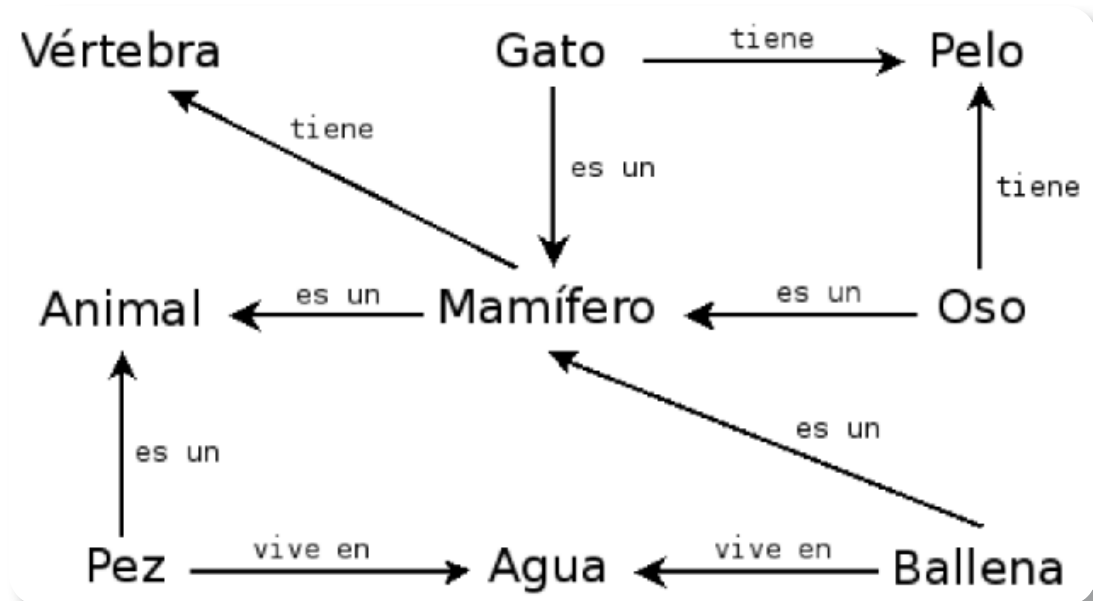 Vértebra
Gato
tiene
Pelo
tiene
es un
tiene
Animal
es un
Mamífero
es un
Oso
es un
es un
Pez
vive en
Agua
vive en
Ballena